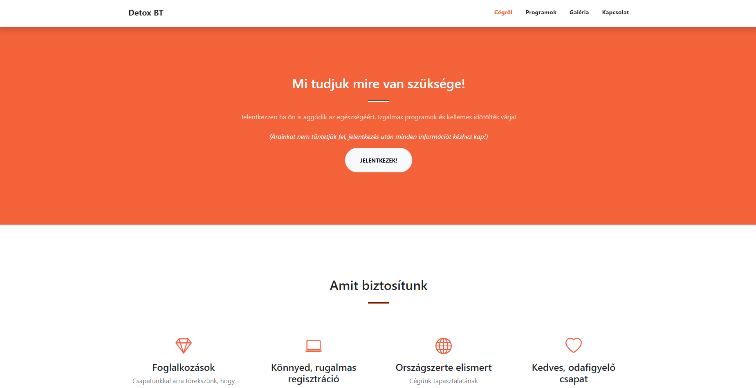 Detox BT
Cégről Programok Galéria Kapcsolat
Mi tudjuk mire van szüksége!
Jelentkezzen ha ön is aggódik az egészségéért. Izgalmas programok és kellemes időtöltés várja!
(Árainkat nem tüntetjük fel, jelentkezés után minden információt kézhez kap!)
JELENTKEZEK!
Amit biztosítunk
Foglalkozások
Csapatunkkal arra törekszünk, hogy
Könnyed, rugalmas
regisztráció
Országszerte elismert
Cégünk tapasztalatának
Kedves, odafigyelő
csapat